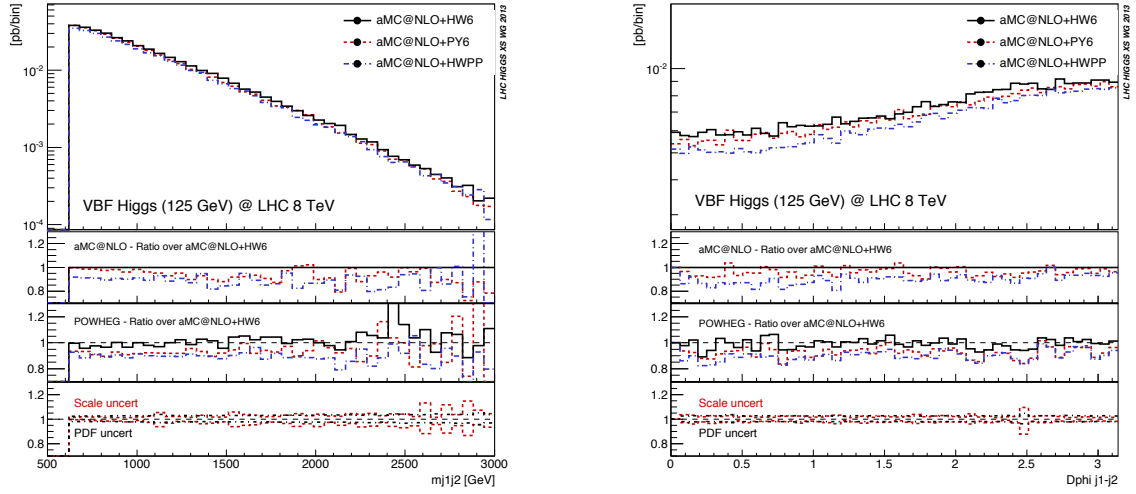 [pb/bin]
aMC@NLO+HW6
aMC@NLO+PY6
aMC@NLO+HWPP
LHC HIGGS XS WG 2013
10-2
10-3
10-4
VBF Higgs (125 GeV) @ LHC 8 TeV
aMC@NLO - Ratio over aMC@NLO+HW6
1.2
1
0.8
POWHEG - Ratio over aMC@NLO+HW6
1.2
1
0.8
Scale uncert
1.2
1
PDF uncert
0.8
500 1000 1500 2000 2500 3000
mj1j2 [GeV]
[pb/bin]
aMC@NLO+HW6
aMC@NLO+PY6
aMC@NLO+HWPP
LHC HIGGS XS WG 2013
10-2
VBF Higgs (125 GeV) @ LHC 8 TeV
aMC@NLO - Ratio over aMC@NLO+HW6
1.2
1
0.8
POWHEG - Ratio over aMC@NLO+HW6
1.2
1
0.8
Scale uncert
1.2
1
PDF uncert
0.8
0 0.5 1 1.5 2 2.5 3
Dphi j1-j2